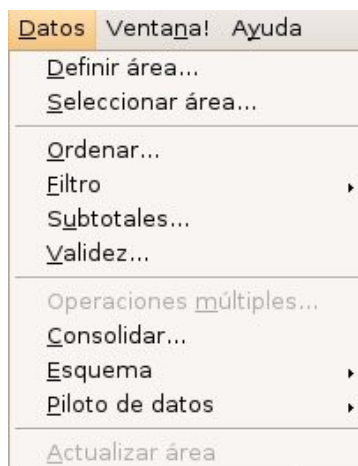 Datos Ventana! Ayuda
Definir área...
Seleccionar área...
Ordenar...
Filtro
Subtotales...
Validez...
Operaciones múltiples...
Consolidar...
Esquema
Piloto de datos
Actualizar área